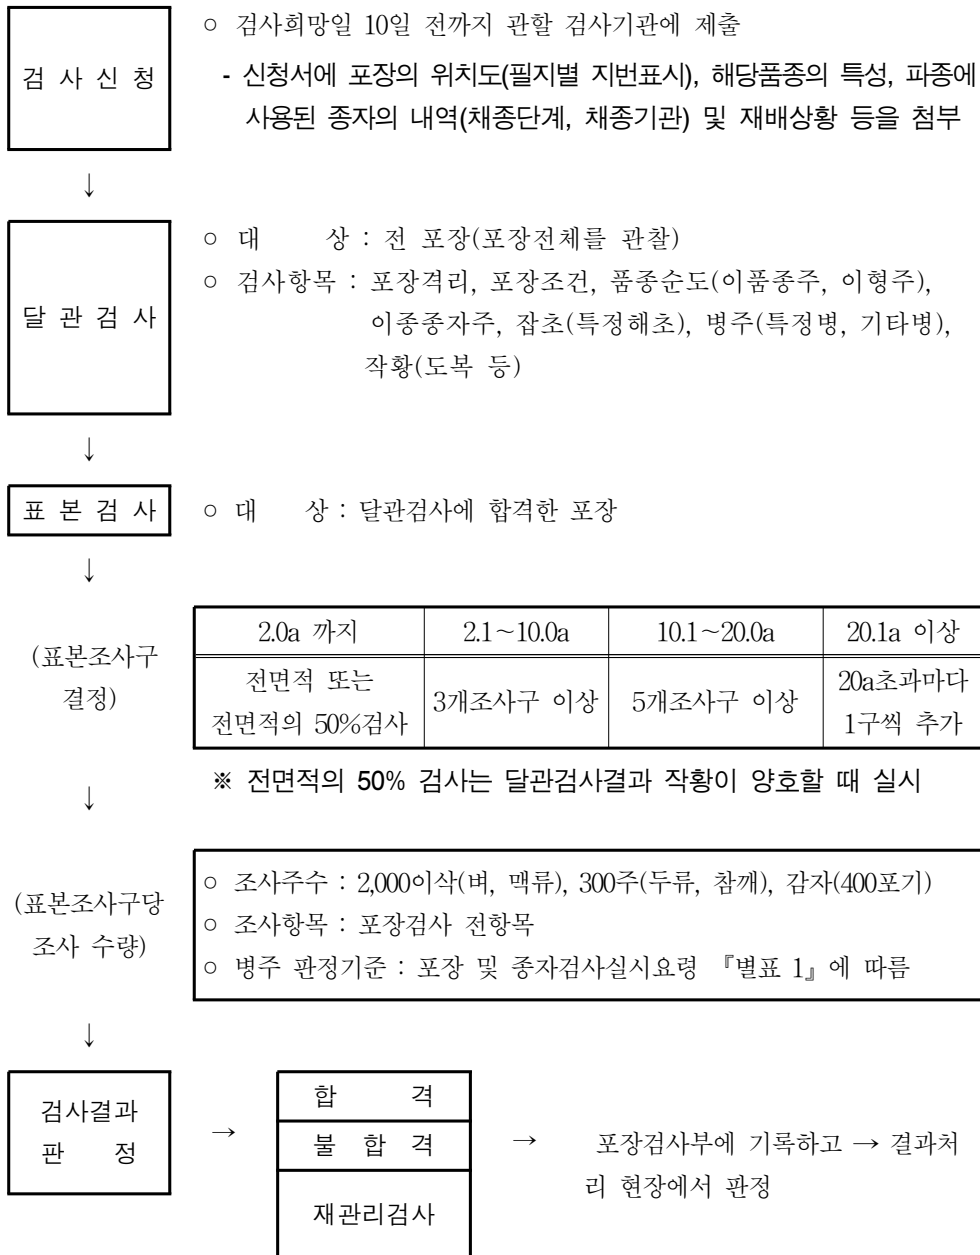 검 사 신 청
○ 검사희망일 10일 전까지 관할 검사기관에 제출
- 신청서에 포장의 위치도(필지별 지번표시), 해당품종의 특성, 파종에
사용된 종자의 내역(채종단계, 채종기관) 및 재배상황 등을 첨부
↓
달 관 검 사
○ 대 상 : 전 포장(포장전체를 관찰)
○ 검사항목 : 포장격리, 포장조건, 품종순도(이품종주, 이형주),
이종종자주, 잡초(특정해초), 병주(특정병, 기타병),
작황(도복 등)
↓
표 본 검 사
○ 대 상 : 달관검사에 합격한 포장
↓
(표본조사구
결정)
2.0a 까지 2.1~10.0a 10.1~20.0a 20.1a 이상
전면적 또는
전면적의 50%검사
3개조사구 이상
5개조사구 이상
20a초과마다
1구씩 추가
※ 전면적의 50% 검사는 달관검사결과 작황이 양호할 때 실시
↓
(표본조사구당
조사 수량)
○ 조사주수 : 2,000이삭(벼, 맥류), 300주(두류, 참깨), 감자(400포기)
○ 조사항목 : 포장검사 전항목
○ 병주 판정기준 : 포장 및 종자검사실시요령 『별표 1』에 따름
↓
검사결과
판 정
→
합 격
불 합 격
재관리검사
→
포장검사부에 기록하고 → 결과처
리 현장에서 판정